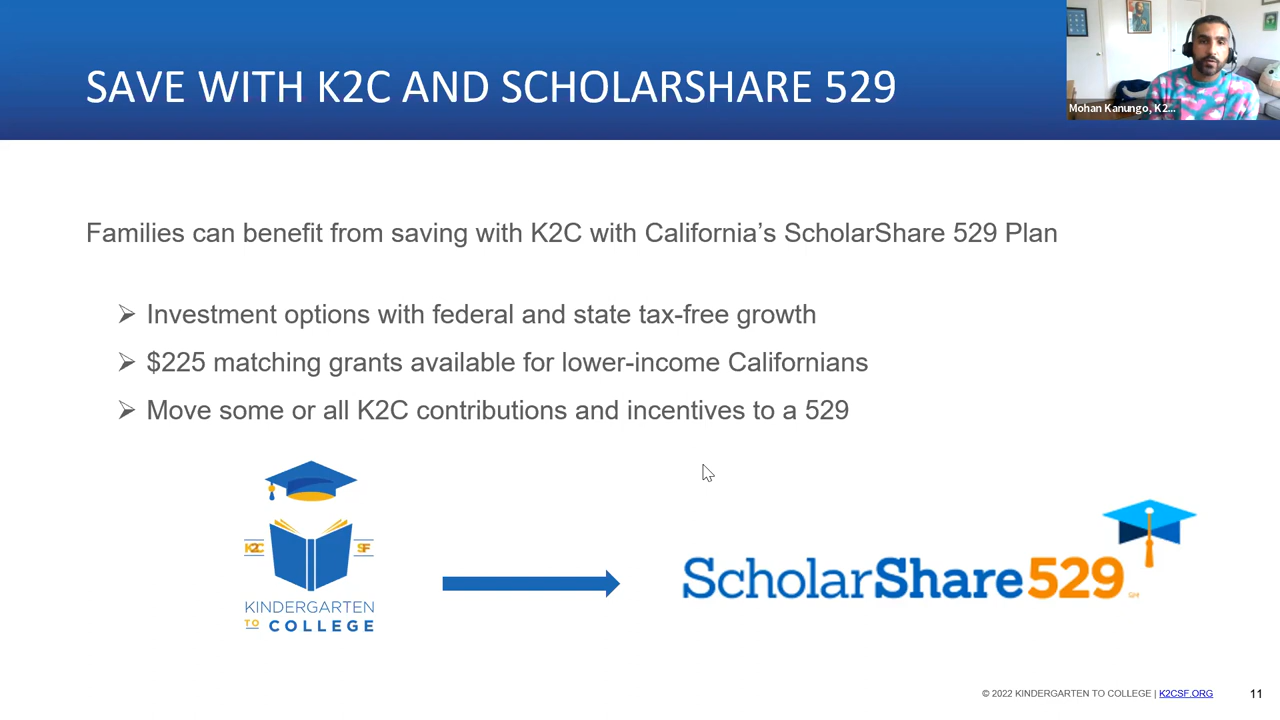 SAVE WITH K2C AND SCHOLARSHARE 529
Mohan Kanungo, K2...
Families can benefit from saving with K2C with California’s ScholarShare 529 Plan
➢ Investment options with federal and state tax-free growth
➢ $225 matching grants available for lower-income Californians
➢ Move some or all K2C contributions and incentives to a 529
K2C SF
KINDERGARTEN
TO COLLEGE
ScholarShare529
© 2022 KINDERGARTEN TO COLLEGE | K2CSF.ORG 11